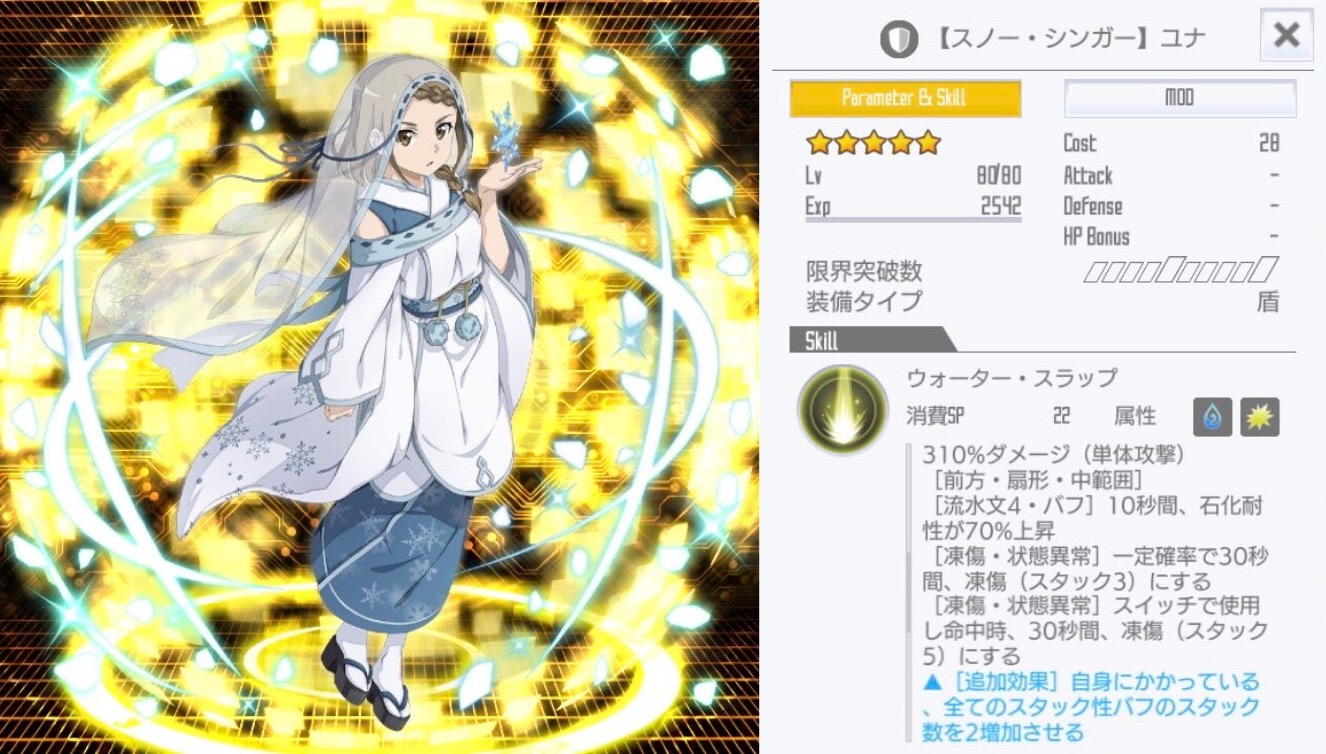 【スノー・シンガー】ユナ
Parameter & Skill
MOD
Lv 80/80
Exp 2542
Cost 28
Attack -
Defense -
HP Bonus -
限界突破数
装備タイプ 盾
Skill
ウォーター・スラップ
消費SP 22 属性
310%ダメージ（単体攻撃）
［前方・扇形・中範囲］
［流水文4・バフ］10秒間、石化耐
性が70%上昇
［凍傷・状態異常］一定確率で30秒
間、凍傷（スタック3）にする
［凍傷・状態異常］スイッチで使用
し命中時、30秒間、凍傷（スタック
5）にする
▲［追加効果］自身にかかっている
、全てのスタック性バフのスタック
数を2増加させる